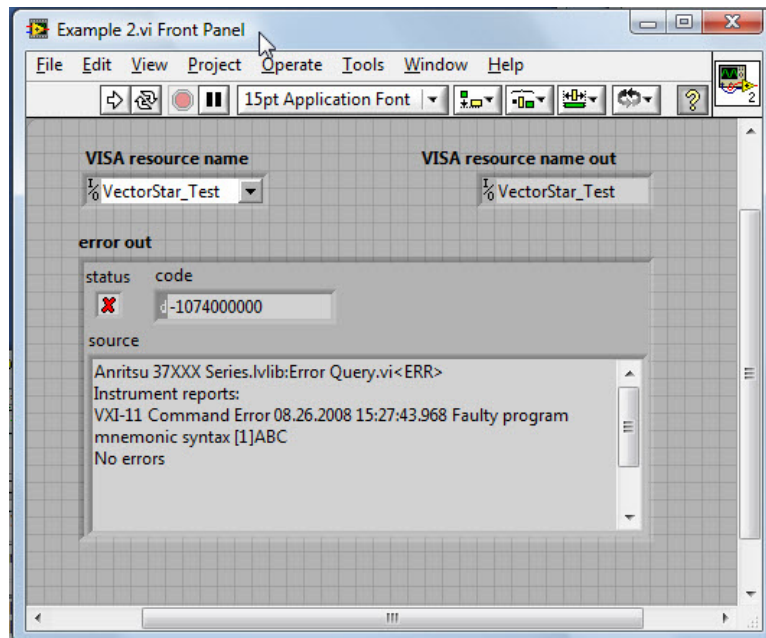 Example 2.vi Front Panel
File Edit View Project Operate Tools Window Help
15pt Application Font
2
VISA resource name
VISA resource name out
I/O VectorStar_Test
I/O VectorStar_Test
error out
status code
d -1074000000
source
Anritsu 37XXX Series.lvlib:Error Query.vi<ERR>
Instrument reports:
VXI-11 Command Error 08.26.2008 15:27:43.968 Faulty program
mnemonic syntax [1]ABC
No errors